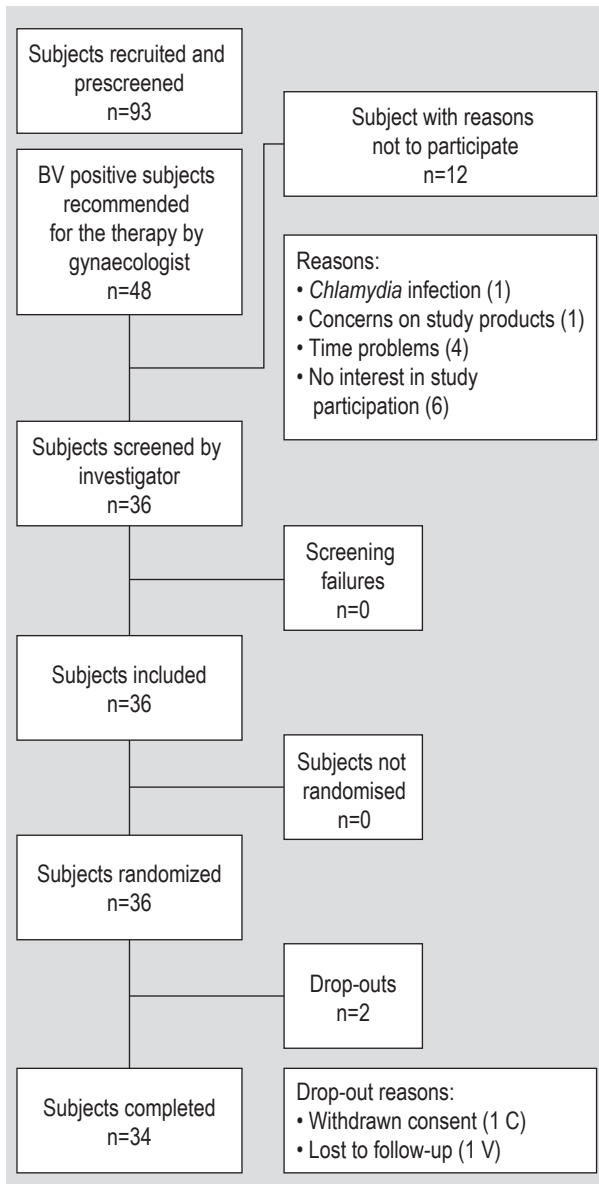 Subjects recruited and
prescreened
n=93
Subject with reasons
not to participate
n=12
BV positive subjects
recommended
for the therapy by
gynaecologist
n=48
Reasons:
• Chlamydia infection (1)
• Concerns on study products (1)
• Time problems (4)
• No interest in study
participation (6)
Subjects screened by
investigator
n=36
Screening
failures
n=0
Subjects included
n=36
Subjects not
randomised
n=0
Subjects randomized
n=36
Drop-outs
n=2
Subjects completed
n=34
Drop-out reasons:
• Withdrawn consent (1 C)
• Lost to follow-up (1 V)